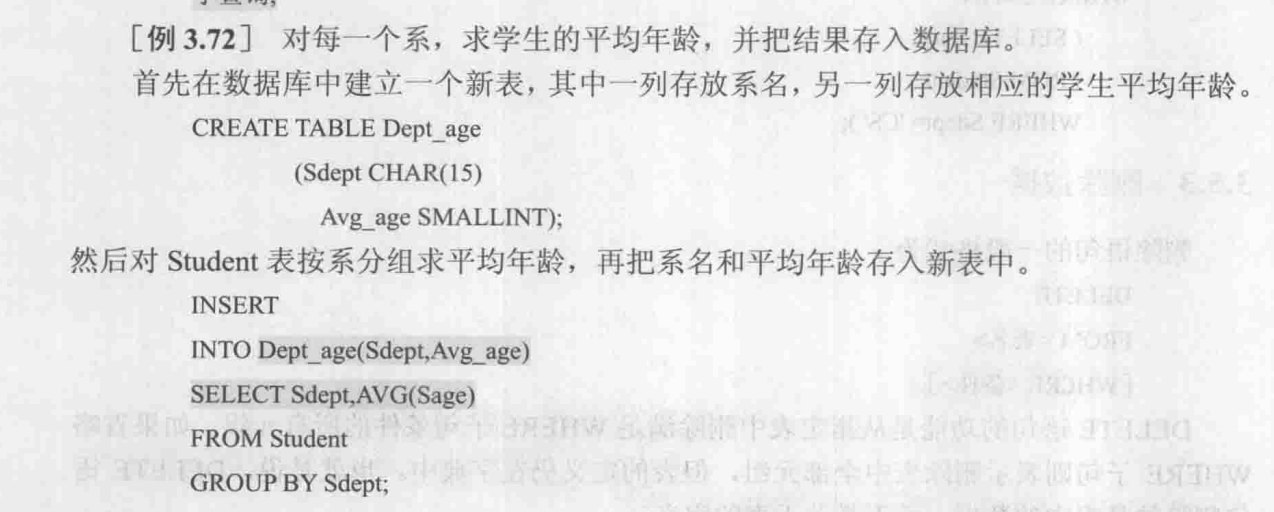 子查询;
［例 3.72］ 对每一个系，求学生的平均年龄，并把结果存入数据库。
首先在数据库中建立一个新表，其中一列存放系名，另一列存放相应的学生平均年龄。
CREATE TABLE Dept_age
(Sdept CHAR(15)
Avg_age SMALLINT);
然后对 Student 表按系分组求平均年龄，再把系名和平均年龄存入新表中。
INSERT
INTO Dept_age(Sdept,Avg_age)
SELECT Sdept,AVG(Sage)
FROM Student
GROUP BY Sdept;